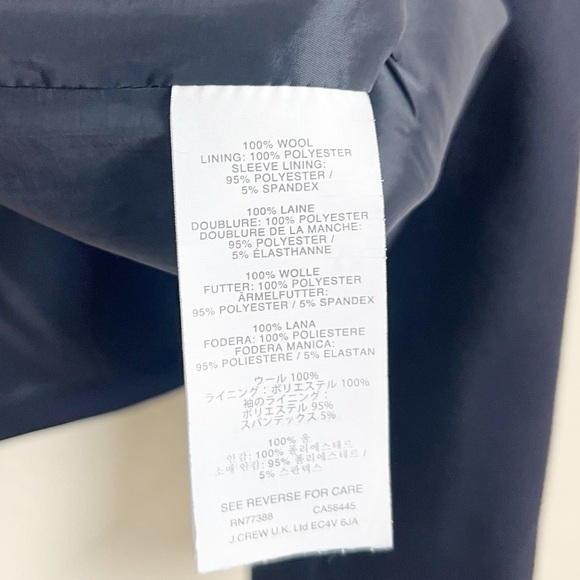 100% WOOL
LINING: 100% POLYESTER
SLEEVE LINING:
95% POLYESTER /
5% SPANDEX
100% LAINE
DOUBLURE: 100% POLYESTER
DOUBLURE DE LA MANCHE:
95% POLYESTER /
5% ÉLASTHANNE
100% WOLLE
FUTTER: 100% POLYESTER
ÄRMELFUTTER:
95% POLYESTER / 5% SPANDEX
100% LANA
FODERA: 100% POLIESTERE
FODERA MANICA:
95% POLIESTERE / 5% ELASTAN
ウール 100%
ライニング：ポリエステル 100%
袖のライニング：
ポリエステル 95%
スパンデックス 5%
100% 울
안감: 100% 폴리에스테르
소매 안감: 95% 폴리에스테르 /
5% 스판덱스
SEE REVERSE FOR CARE
RN77388 CA56445
J.CREW U.K. Ltd EC4V 6JA